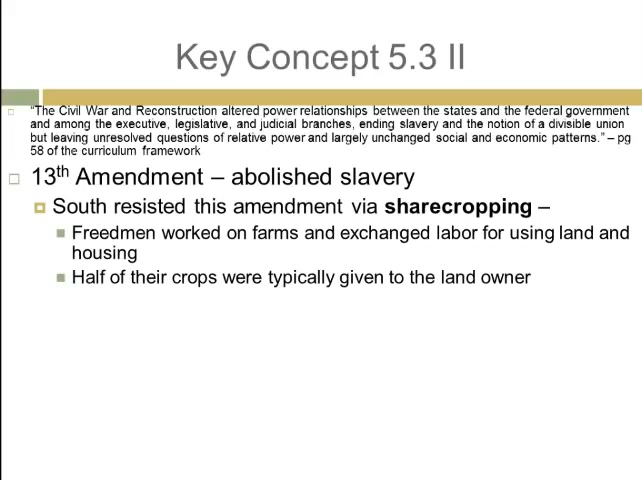 Key Concept 5.3 II
“The Civil War and Reconstruction altered power relationships between the states and the federal government
and among the executive, legislative, and judicial branches, ending slavery and the notion of a divisible union
but leaving unresolved questions of relative power and largely unchanged social and economic patterns.” – pg
58 of the curriculum framework
13th Amendment – abolished slavery
South resisted this amendment via sharecropping –
Freedmen worked on farms and exchanged labor for using land and
housing
Half of their crops were typically given to the land owner